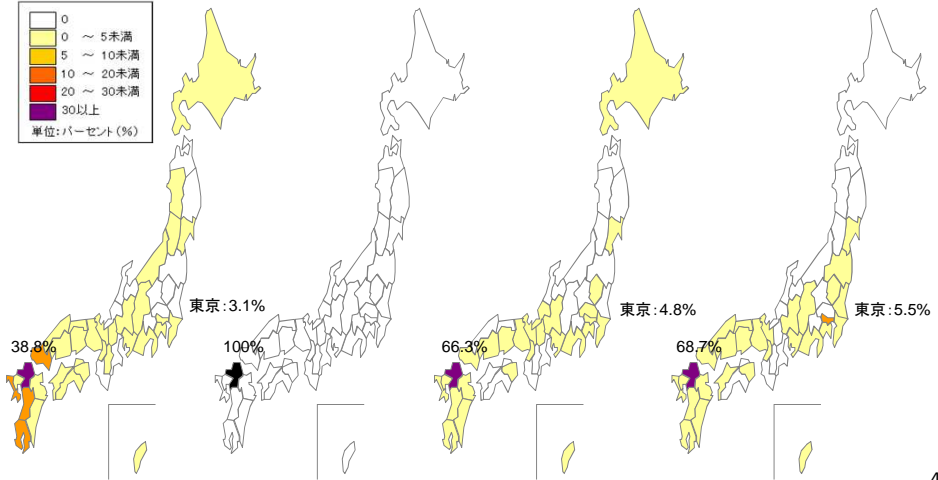 0
0 ～ 5未満
5 ～ 10未満
10 ～ 20未満
20 ～ 30未満
30以上
単位:パーセント(%)
東京:3.1%
東京:4.8%
東京:5.5%
38.8%
100%
66.3%
68.7%
4